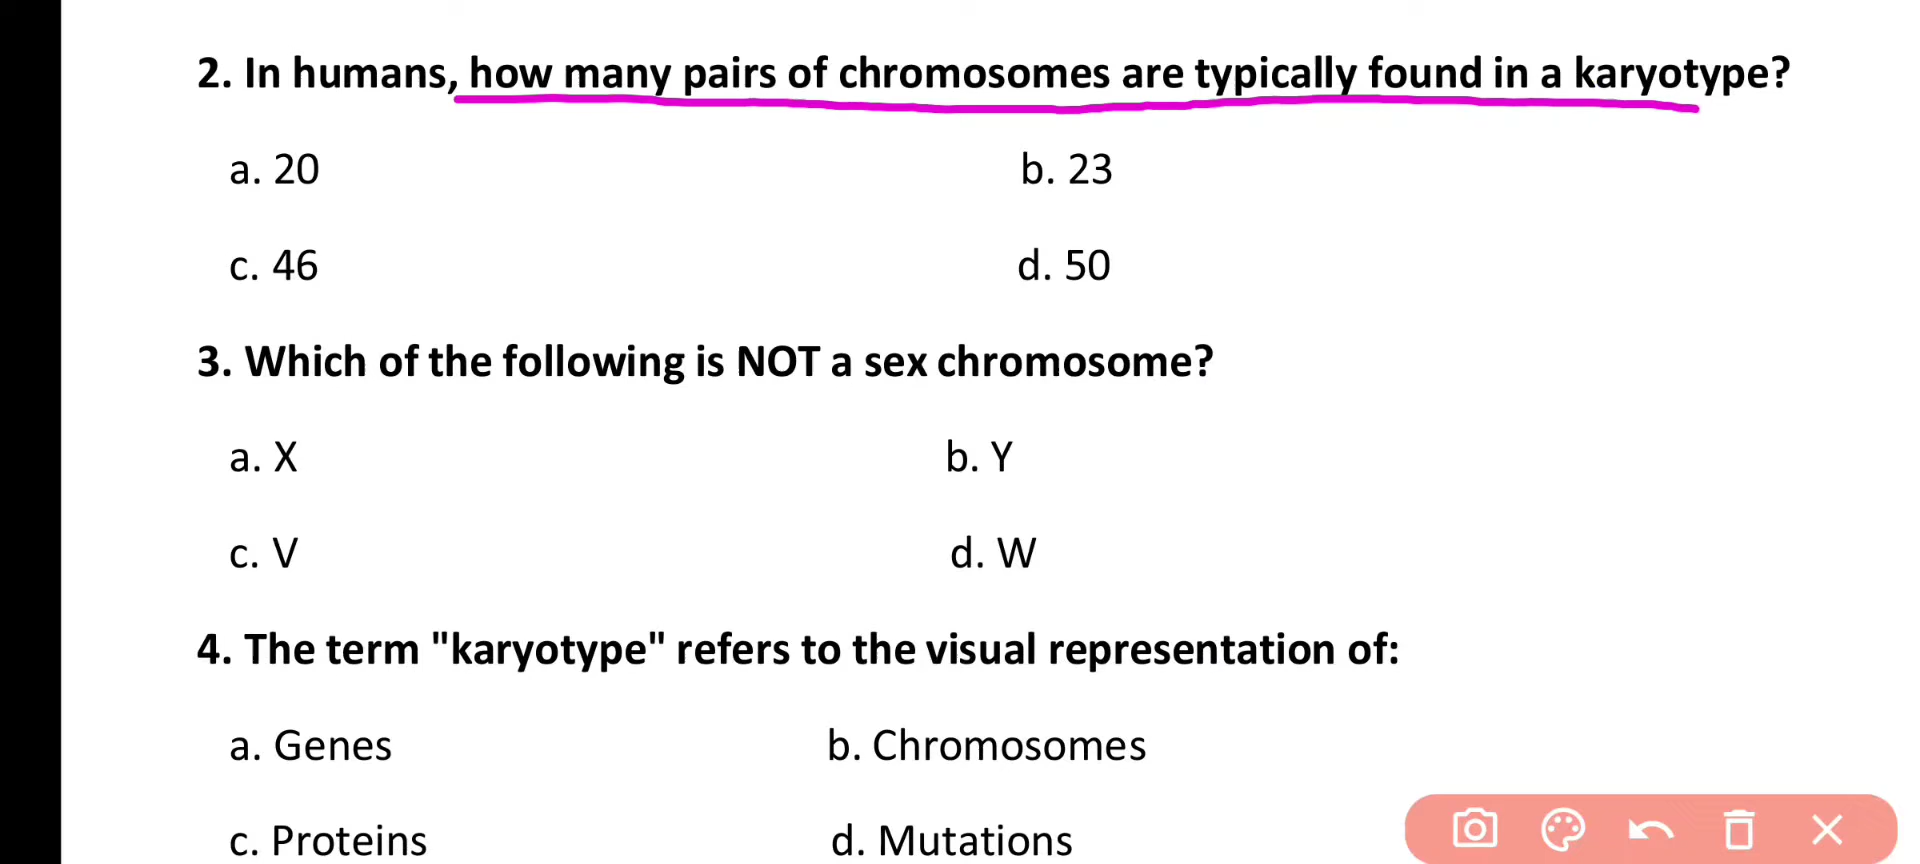 2. In humans, how many pairs of chromosomes are typically found in a karyotype?
a. 20 b. 23
c. 46 d. 50
3. Which of the following is NOT a sex chromosome?
a. X b. Y
c. V d. W
4. The term "karyotype" refers to the visual representation of:
a. Genes b. Chromosomes
c. Proteins d. Mutations